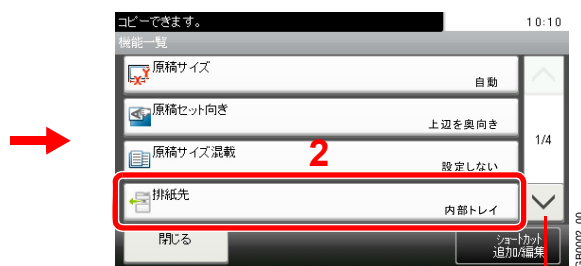 コピーできます。
10:10
機能一覧
原稿サイズ
自動
原稿セット向き
上辺を奥向き
1/4
原稿サイズ混載
2
設定しない
排紙先
内部トレイ
閉じる
ショートカット
追加/編集